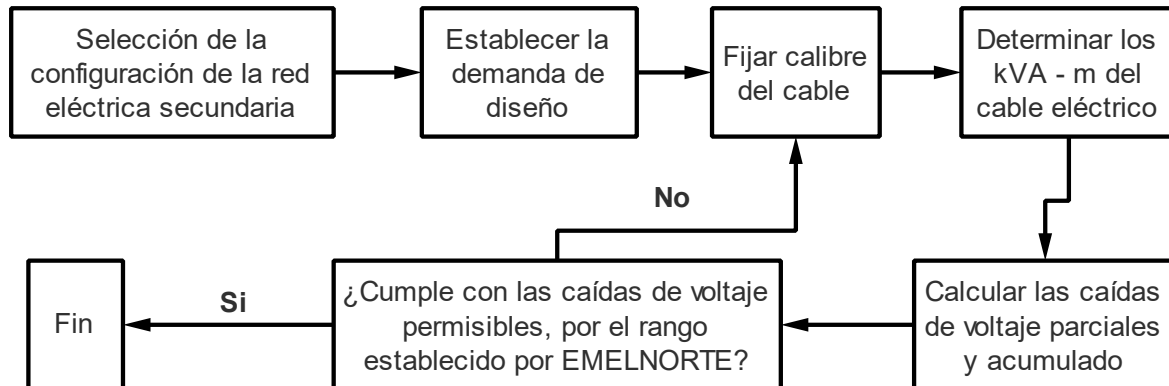 Selección de la
configuración de la red
eléctrica secundaria
Establecer la
demanda de
diseño
Fijar calibre
del cable
Determinar los
kVA - m del
cable eléctrico
No
Calcular las caídas
de voltaje parciales
y acumulado
¿Cumple con las caídas de voltaje
permisibles, por el rango
establecido por EMELNORTE?
Si
Fin